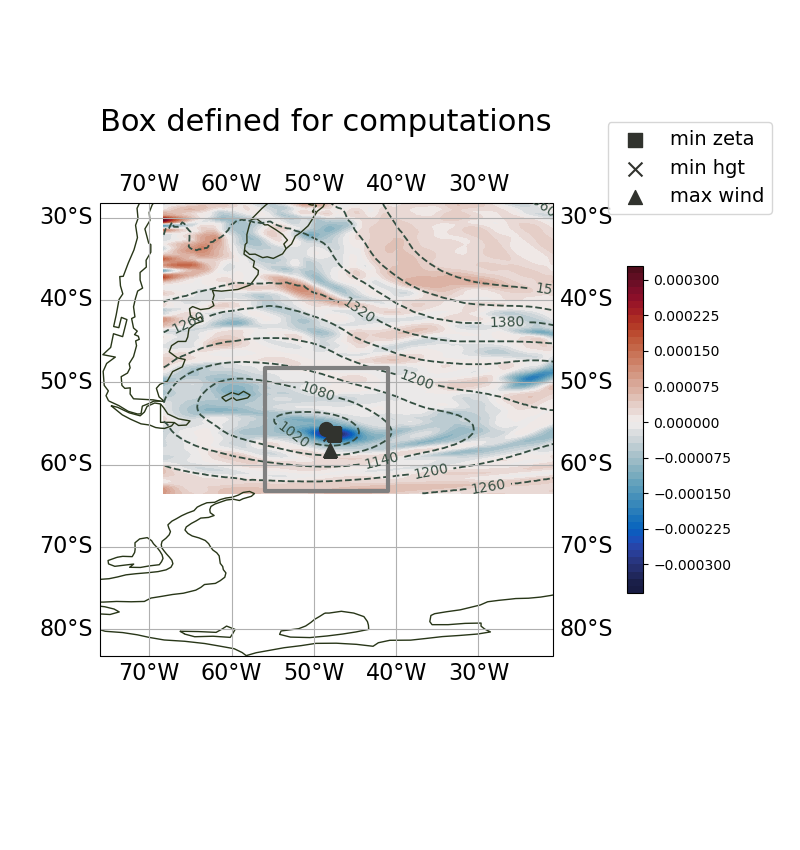 Box defined for computations
min zeta
min hgt
max wind
70°W 60°W 50°W 40°W 30°W
30°S 30°S
40°S 40°S
50°S 50°S
60°S 60°S
70°S 70°S
80°S 80°S
70°W 60°W 50°W 40°W 30°W
15
1320
1260
1380
1200
1080
1020
1140
1200
1260
0.000300
0.000225
0.000150
0.000075
0.000000
−0.000075
−0.000150
−0.000225
−0.000300